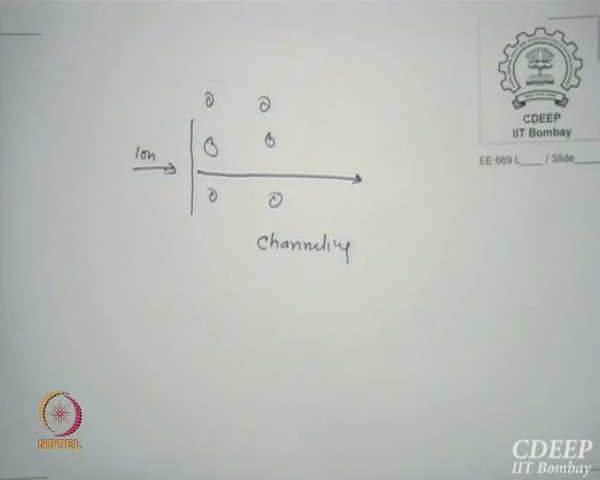 CDEEP
IIT Bombay
EE 669 L___ / Slide___
Ion
Channeling
NPTEL
CDEEP
IIT Bombay